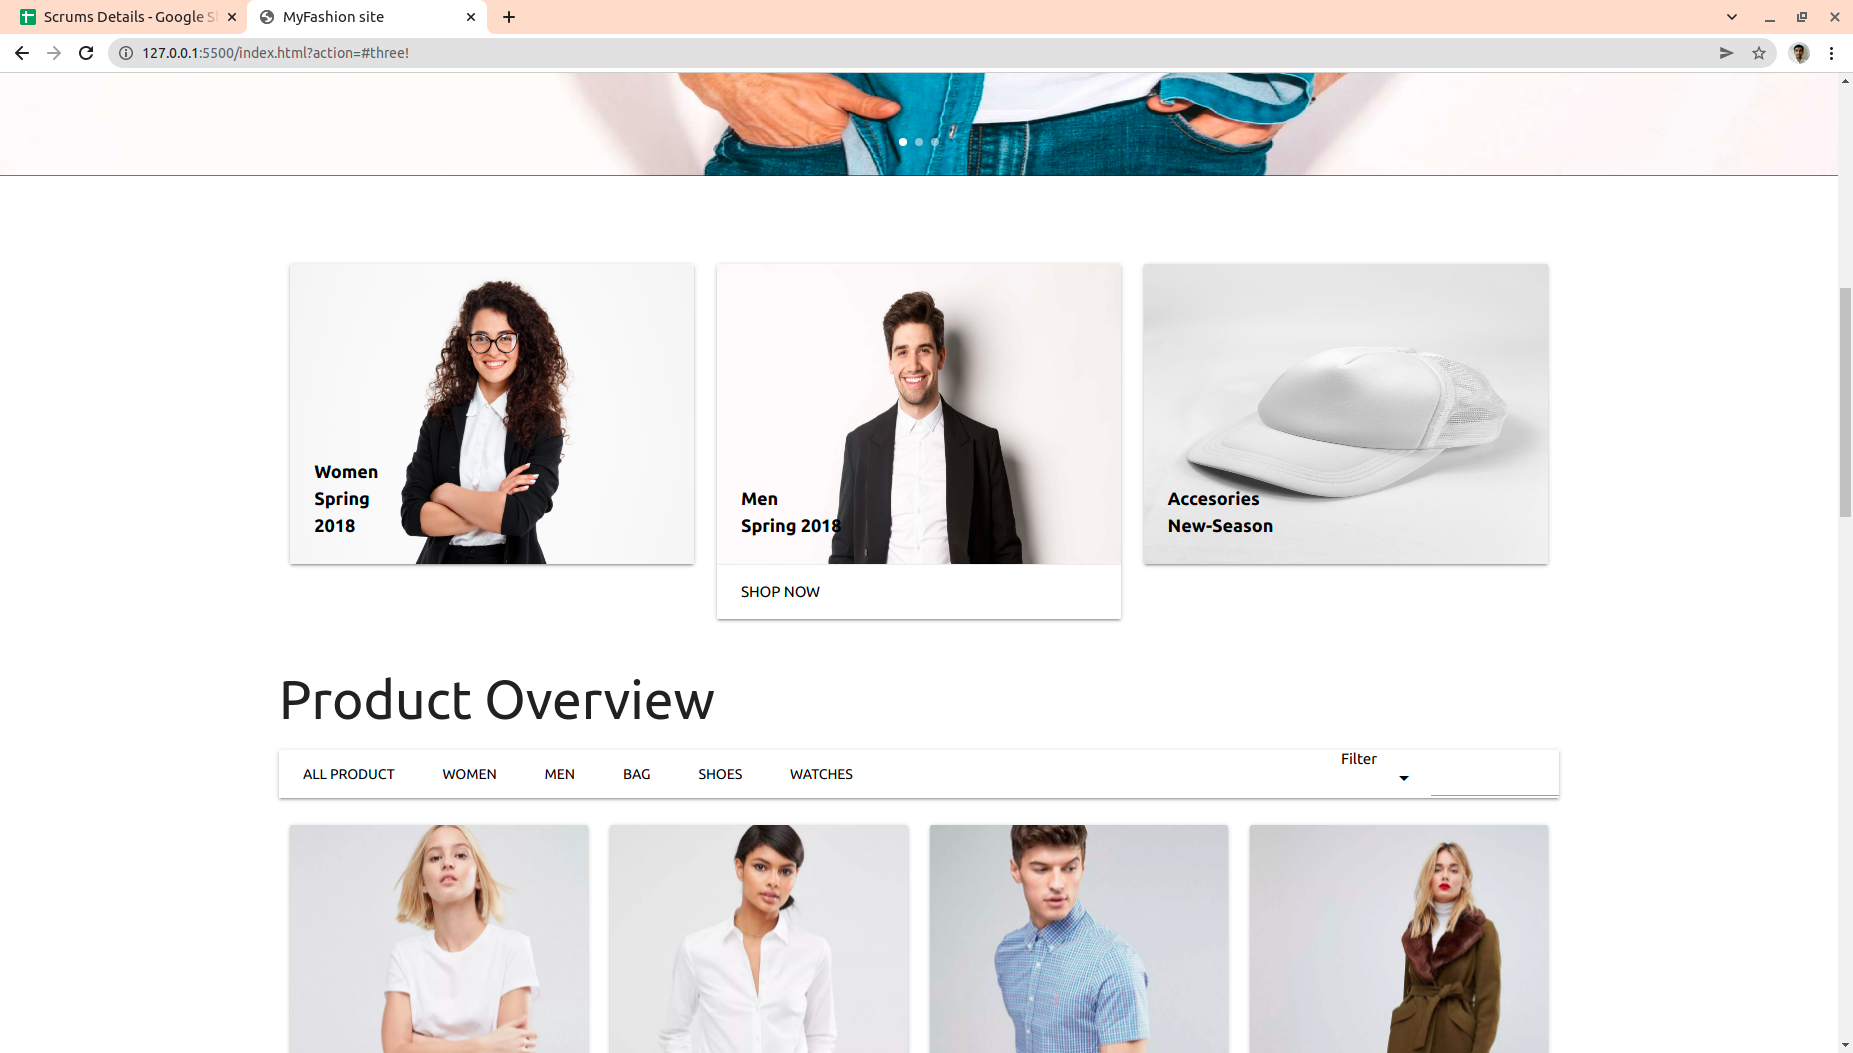 Scrums Details - Google S
MyFashion site
127.0.0.1:5500/index.html?action=#three!
Women
Spring
2018
Men
Spring 2018
SHOP NOW
Accesories
New-Season
Product Overview
ALL PRODUCT WOMEN MEN BAG SHOES WATCHES Filter